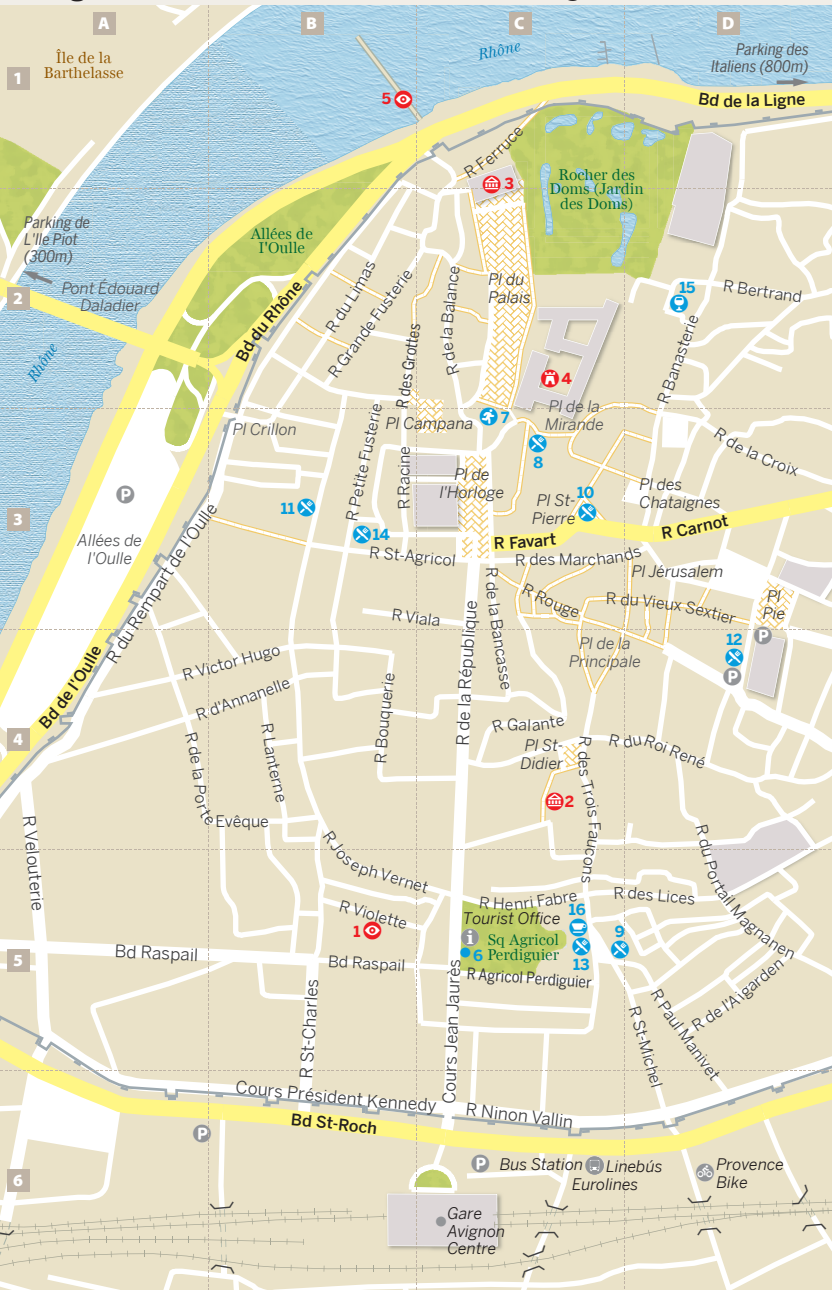 A
B
C
D
1
Île de la
Barthelasse
Rhône
Parking des
Italiens (800m)
5
Bd de la Ligne
R Ferruce
3
Rocher des
Doms (Jardin
des Doms)
Parking de
L'Ile Piot
(300m)
Allées de
l'Oulle
2
Pont Édouard
Daladier
Rhône
Bd du Rhône
R du Limas
R Grande Fusterie
R des Grottes
R de la Balance
Pl du
Palais
15
R Bertrand
R Banasterie
4
Pl de la
Mirande
Pl Crillon
Pl Campana
7
8
R de la Croix
R Petite Fusterie
R Racine
Pl de
l'Horloge
Pl des
Chataignes
10
Pl St-
Pierre
11
3
P
Allées de
l'Oulle
14
R St-Agricol
R Favart
R Carnot
R des Marchands
Pl Jérusalem
R du Rempart de l'Oulle
R Rouge
R du Vieux Sextier
Pl
Pie
R Viala
R de la République
R de la Bancasse
Pl de la
Principale
12
P
P
R Victor Hugo
R d'Annanelle
Bd de l'Oulle
R Bouquerie
4
R de la Porte
Evêque
R Lanterne
R Galante
Pl St-
Didier
R du Roi René
R des Trois Faucons
2
R Velouterie
R Joseph Vernet
R du Portail Magnanen
R Henri Fabre
R des Lices
R Violette
1
Tourist Office
16
9
Sq Agricol
Perdiguier
6
13
5
Bd Raspail
Bd Raspail
R Agricol Perdiguier
R de l'Aigarden
R Paul Manivet
R St-Michel
R St-Charles
Cours Jean Jaurès
Cours Président Kennedy
R Ninon Vallin
Bd St-Roch
P
P
Bus Station
Linebús
Eurolines
Provence
Bike
6
Gare
Avignon
Centre